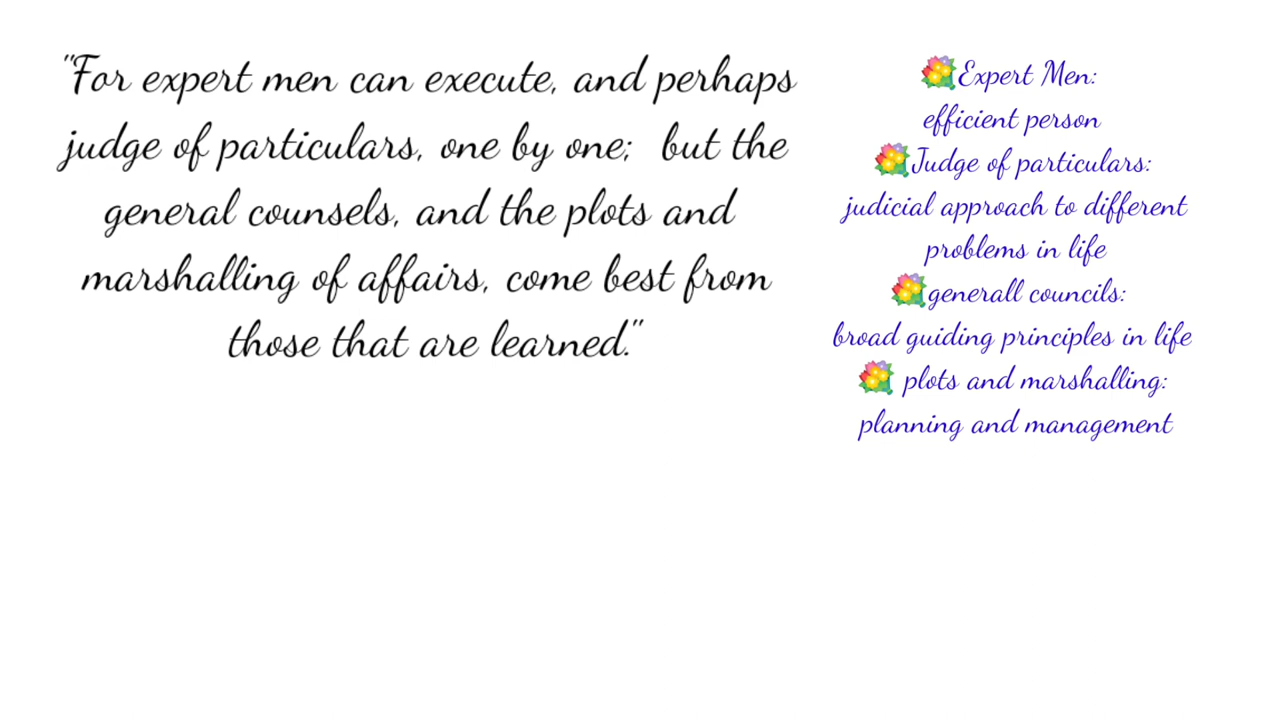 "For expert men can execute, and perhaps
judge of particulars, one by one; but the
general counsels, and the plots and
marshalling of affairs, come best from
those that are learned."
💐Expert Men:
efficient person
💐Judge of particulars:
judicial approach to different
problems in life
💐generall councils:
broad guiding principles in life
💐 plots and marshalling:
planning and management